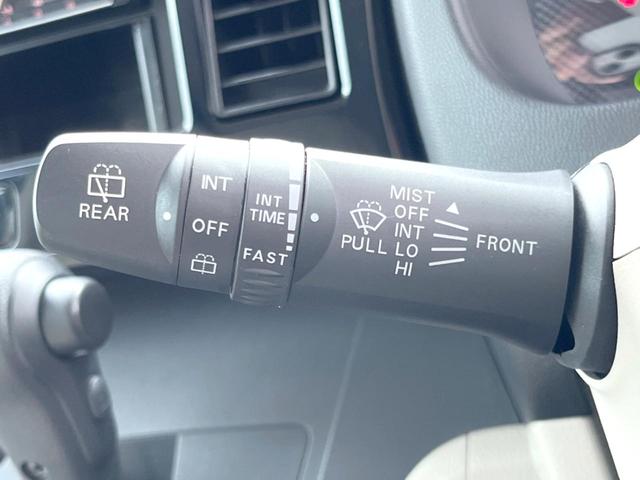 REAR
INT
OFF
INT
TIME
FAST
PULL
MIST
OFF
INT
LO
HI
FRONT